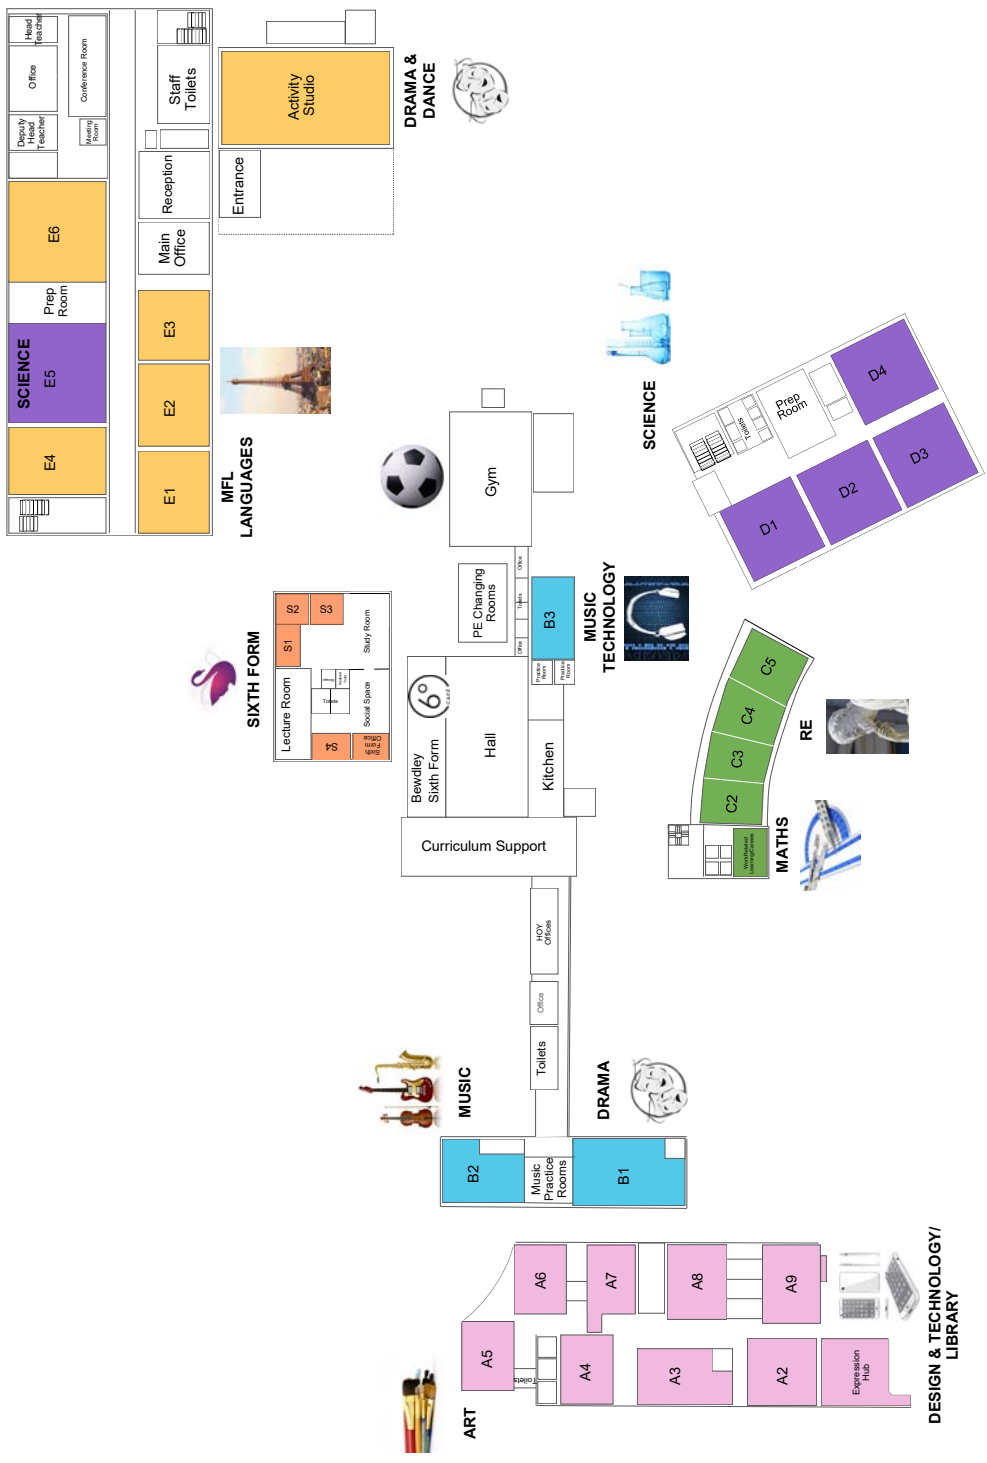 Head
Teacher
Office
Conference Room
Deputy
Head
Teacher
Meeting
Room
E6
Prep
Room
SCIENCE
E5
E4
Staff
Toilets
Reception
Main
Office
E3
E2
E1
MFL
LANGUAGES
Activity
Studio
Entrance
DRAMA &
DANCE
SCIENCE
D4
Prep
Room
Toilets
D3
D2
D1
Gym
PE Changing
Rooms
Office
Toilets
Office
B3
Practice
Room
Practice
Room
MUSIC
TECHNOLOGY
SIXTH FORM
S2
S3
S1
Study Room
Lecture Room
Toilets
Social Space
S4
Sixth
Form
Office
Bewdley
Sixth Form
6
Hall
Kitchen
Curriculum Support
C5
C4
C3
C2
Work Related
Learning/Careers
RE
MATHS
HOY
Offices
Office
Toilets
MUSIC
DRAMA
B2
Music
Practice
Rooms
B1
A6
A7
A8
A9
A5
Toilets
A4
A3
A2
Expression
Hub
ART
DESIGN & TECHNOLOGY/
LIBRARY